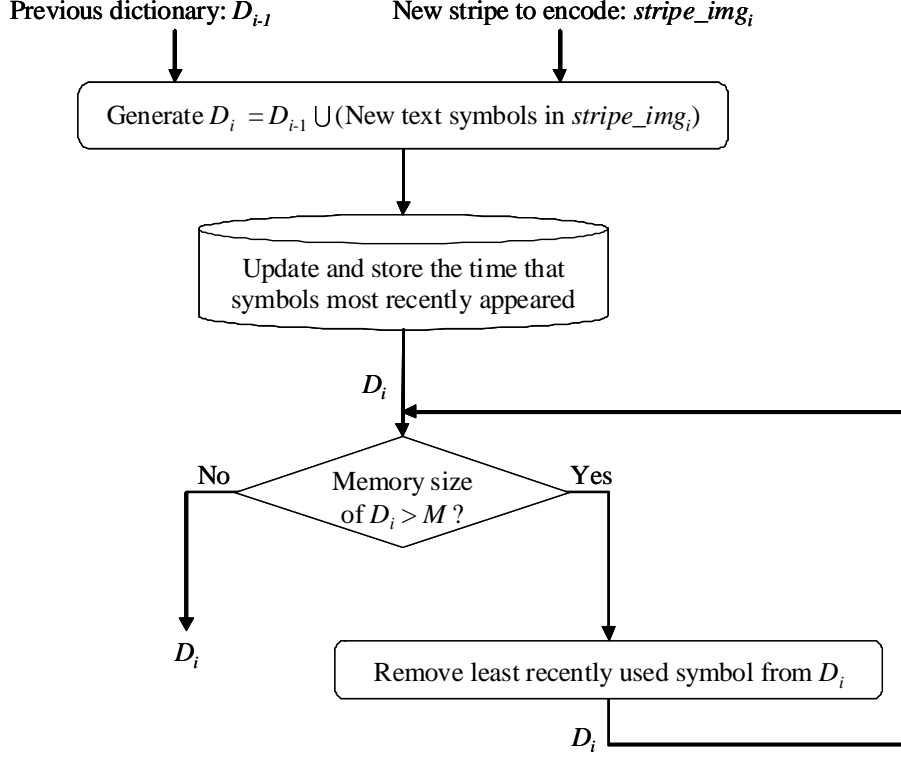 Previous dictionary: D_{i-1} New stripe to encode: stripe_img_i
Generate D_i = D_{i-1} ∪ (New text symbols in stripe_img_i)
Update and store the time that
symbols most recently appeared
D_i
No
Yes
Memory size
of D_i > M ?
D_i
Remove least recently used symbol from D_i
D_i